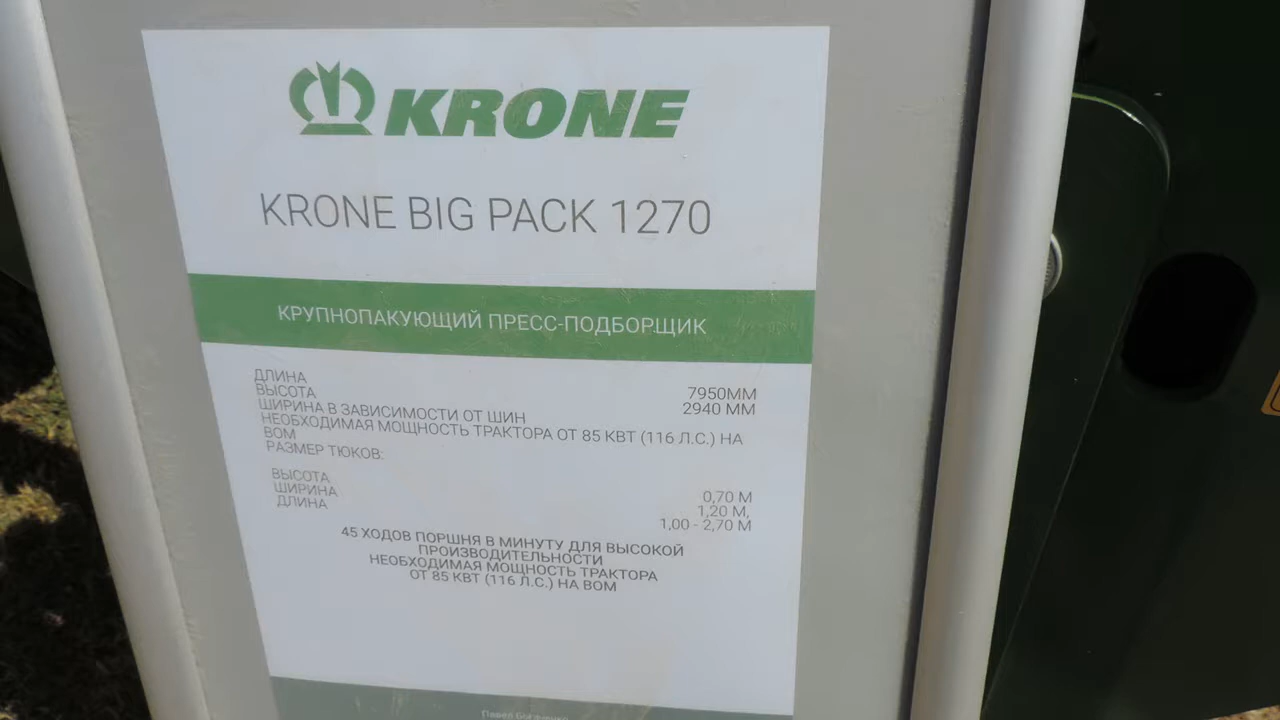 KRONE
KRONE BIG PACK 1270
КРУПНОПАКУЮЩИЙ ПРЕСС-ПОДБОРЩИК
ДЛИНА 7950ММ
ВЫСОТА 2940 ММ
ШИРИНА В ЗАВИСИМОСТИ ОТ ШИН
НЕОБХОДИМАЯ МОЩНОСТЬ ТРАКТОРА ОТ 85 КВТ (116 Л.С.) НА
ВОМ
РАЗМЕР ТЮКОВ:
ВЫСОТА 0,70 М
ШИРИНА 1,20 М,
ДЛИНА 1,00 - 2,70 М
45 ХОДОВ ПОРШНЯ В МИНУТУ ДЛЯ ВЫСОКОЙ
ПРОИЗВОДИТЕЛЬНОСТИ
НЕОБХОДИМАЯ МОЩНОСТЬ ТРАКТОРА
ОТ 85 КВТ (116 Л.С.) НА ВОМ